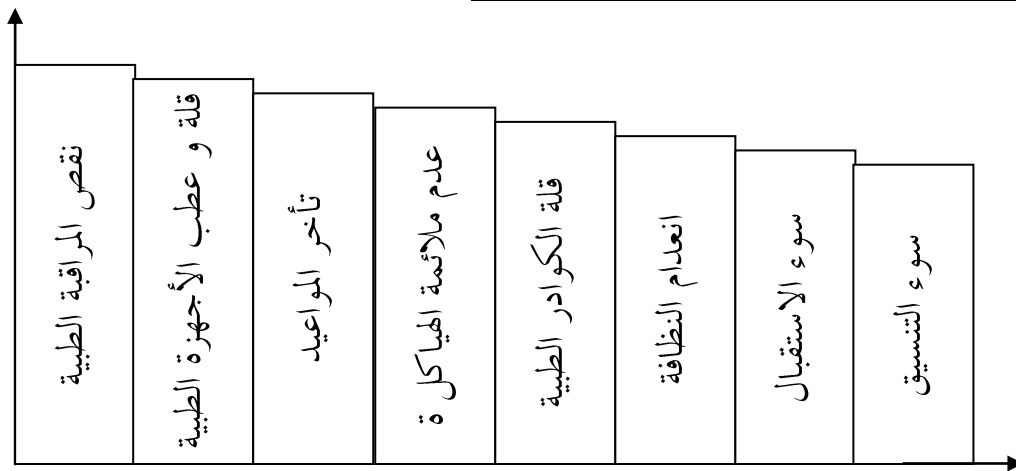 نقص المراقبة الطبية
قلة و عطب الأجهزة الطبية
تأخر المواعيد
عدم ملائمة الهياكل ة
قلة الكوادر الطبية
انعدام النظافة
سوء الاستقبال
سوء التنسيق